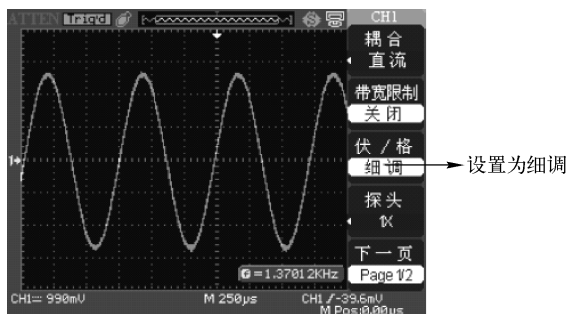 ATTEN Trig'd CH1
耦合
直流
带宽限制
关闭
伏/格
细调
设置为细调
探头
1X
下一页
Page 1/2
1
f=1.37012KHz
CH1 990mV M 250μs CH1 /-39.6mV
M Pos:0.00μs